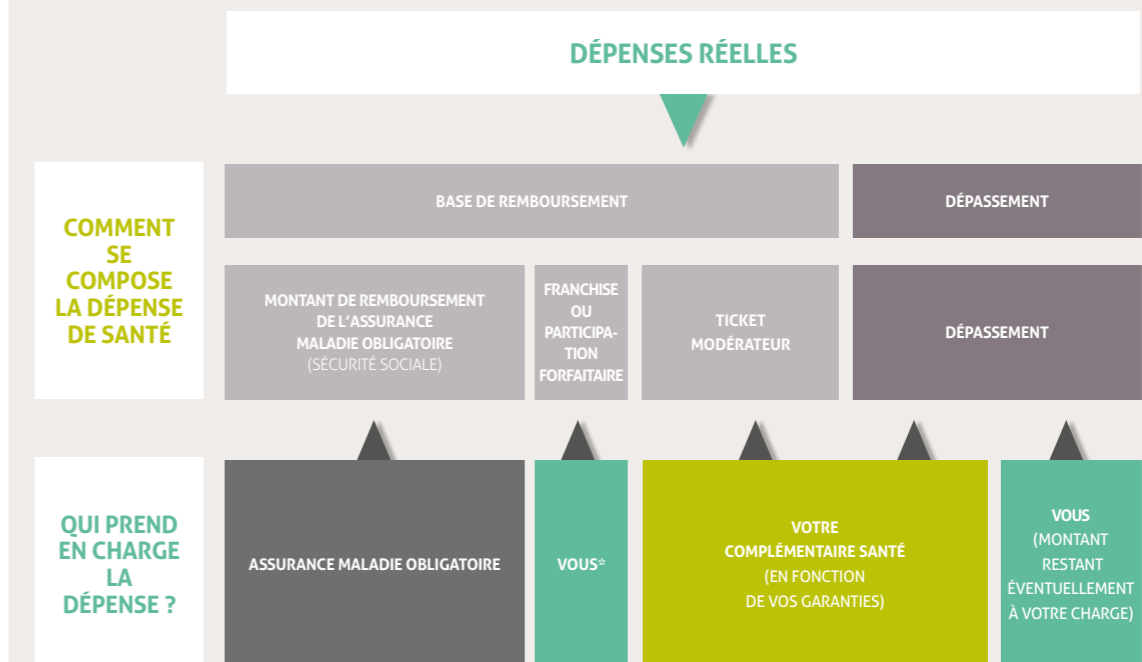 DÉPENSES RÉELLES
COMMENT
SE
COMPOSE
LA DÉPENSE
DE SANTÉ
BASE DE REMBOURSEMENT
DÉPASSEMENT
MONTANT DE REMBOURSEMENT
DE L’ASSURANCE
MALADIE OBLIGATOIRE
(SÉCURITÉ SOCIALE)
FRANCHISE
OU
PARTICIPA-
TION
FORFAITAIRE
TICKET
MODÉRATEUR
DÉPASSEMENT
QUI PREND
EN CHARGE
LA
DÉPENSE ?
ASSURANCE MALADIE OBLIGATOIRE
VOUS*
VOTRE
COMPLÉMENTAIRE SANTÉ
(EN FONCTION
DE VOS GARANTIES)
VOUS
(MONTANT
RESTANT
ÉVENTUELLEMENT
À VOTRE CHARGE)